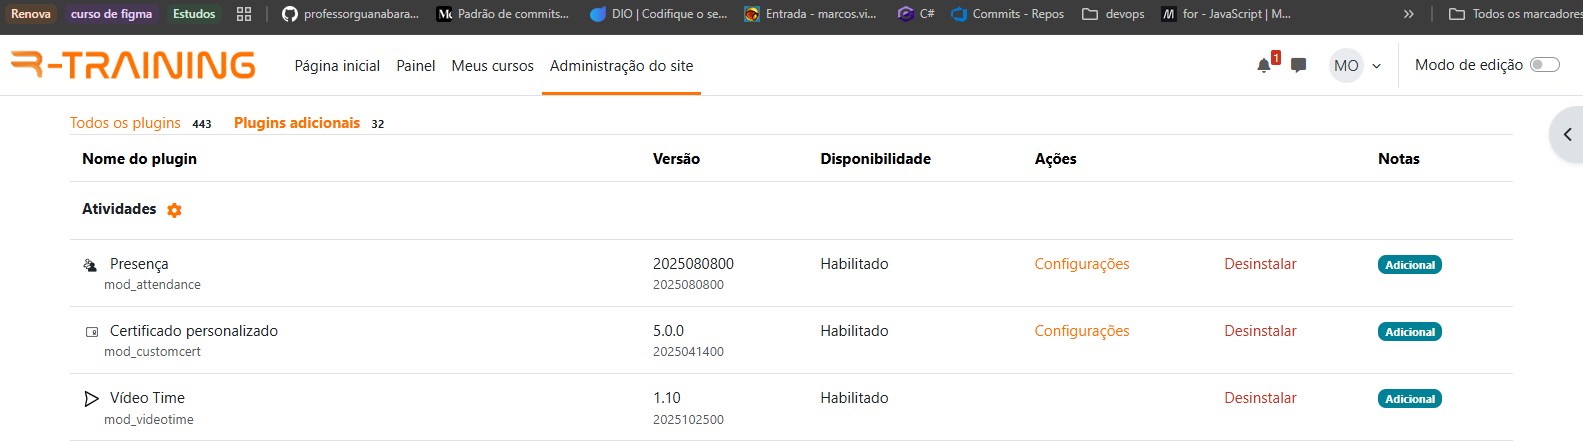 Renova curso de figma Estudos professorguanabara... Padrão de commits... DIO | Codifique o se... Entrada - marcos.vi... C# Commits - Repos devops for - JavaScript | M... » Todos os marcadores
R-TRAINING Página inicial Painel Meus cursos Administração do site 1 MO Modo de edição
Todos os plugins 443 Plugins adicionais 32
Nome do plugin Versão Disponibilidade Ações Notas
Atividades
Presença 2025080800 Habilitado Configurações Desinstalar Adicional
mod_attendance 2025080800
Certificado personalizado 5.0.0 Habilitado Configurações Desinstalar Adicional
mod_customcert 2025041400
Vídeo Time 1.10 Habilitado Desinstalar Adicional
mod_videotime 2025102500